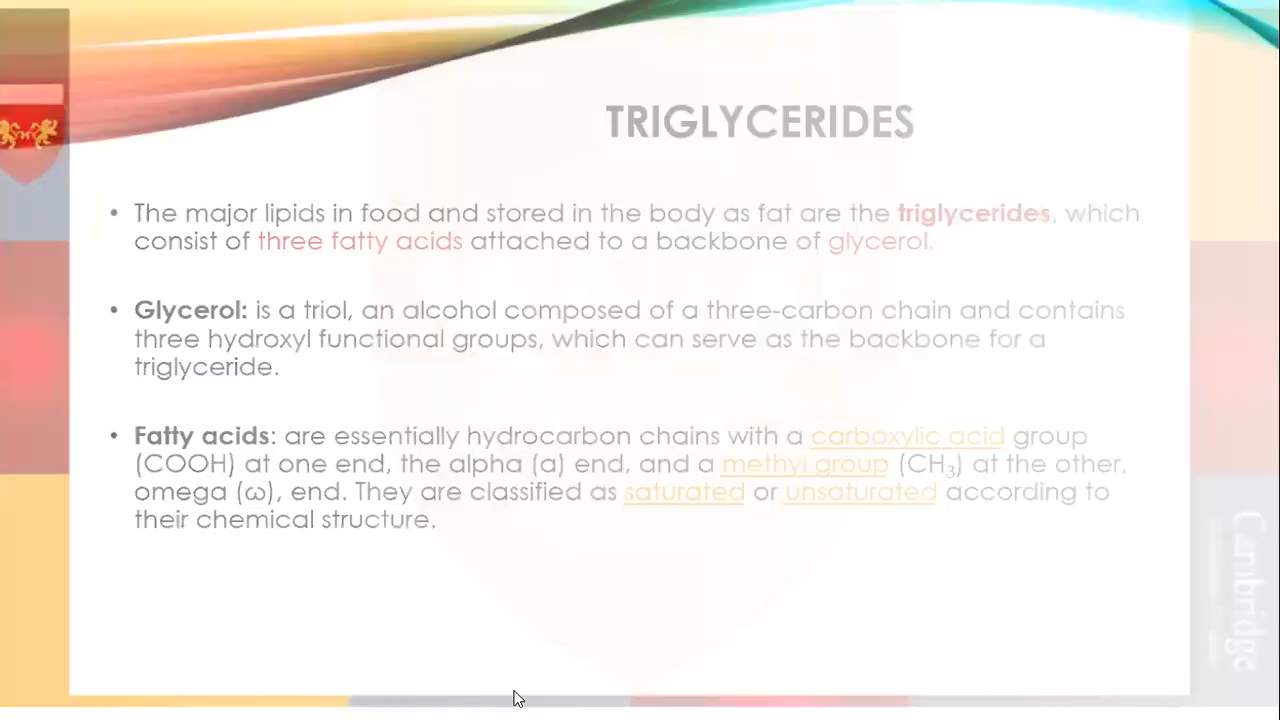 TRIGLYCERIDES
• The major lipids in food and stored in the body as fat are the triglycerides, which
consist of three fatty acids attached to a backbone of glycerol.
• Glycerol: is a triol, an alcohol composed of a three-carbon chain and contains
three hydroxyl functional groups, which can serve as the backbone for a
triglyceride.
• Fatty acids: are essentially hydrocarbon chains with a carboxylic acid group
(COOH) at one end, the alpha (α) end, and a methyl group (CH₃) at the other,
omega (ω), end. They are classified as saturated or unsaturated according to
their chemical structure.
Cambridge